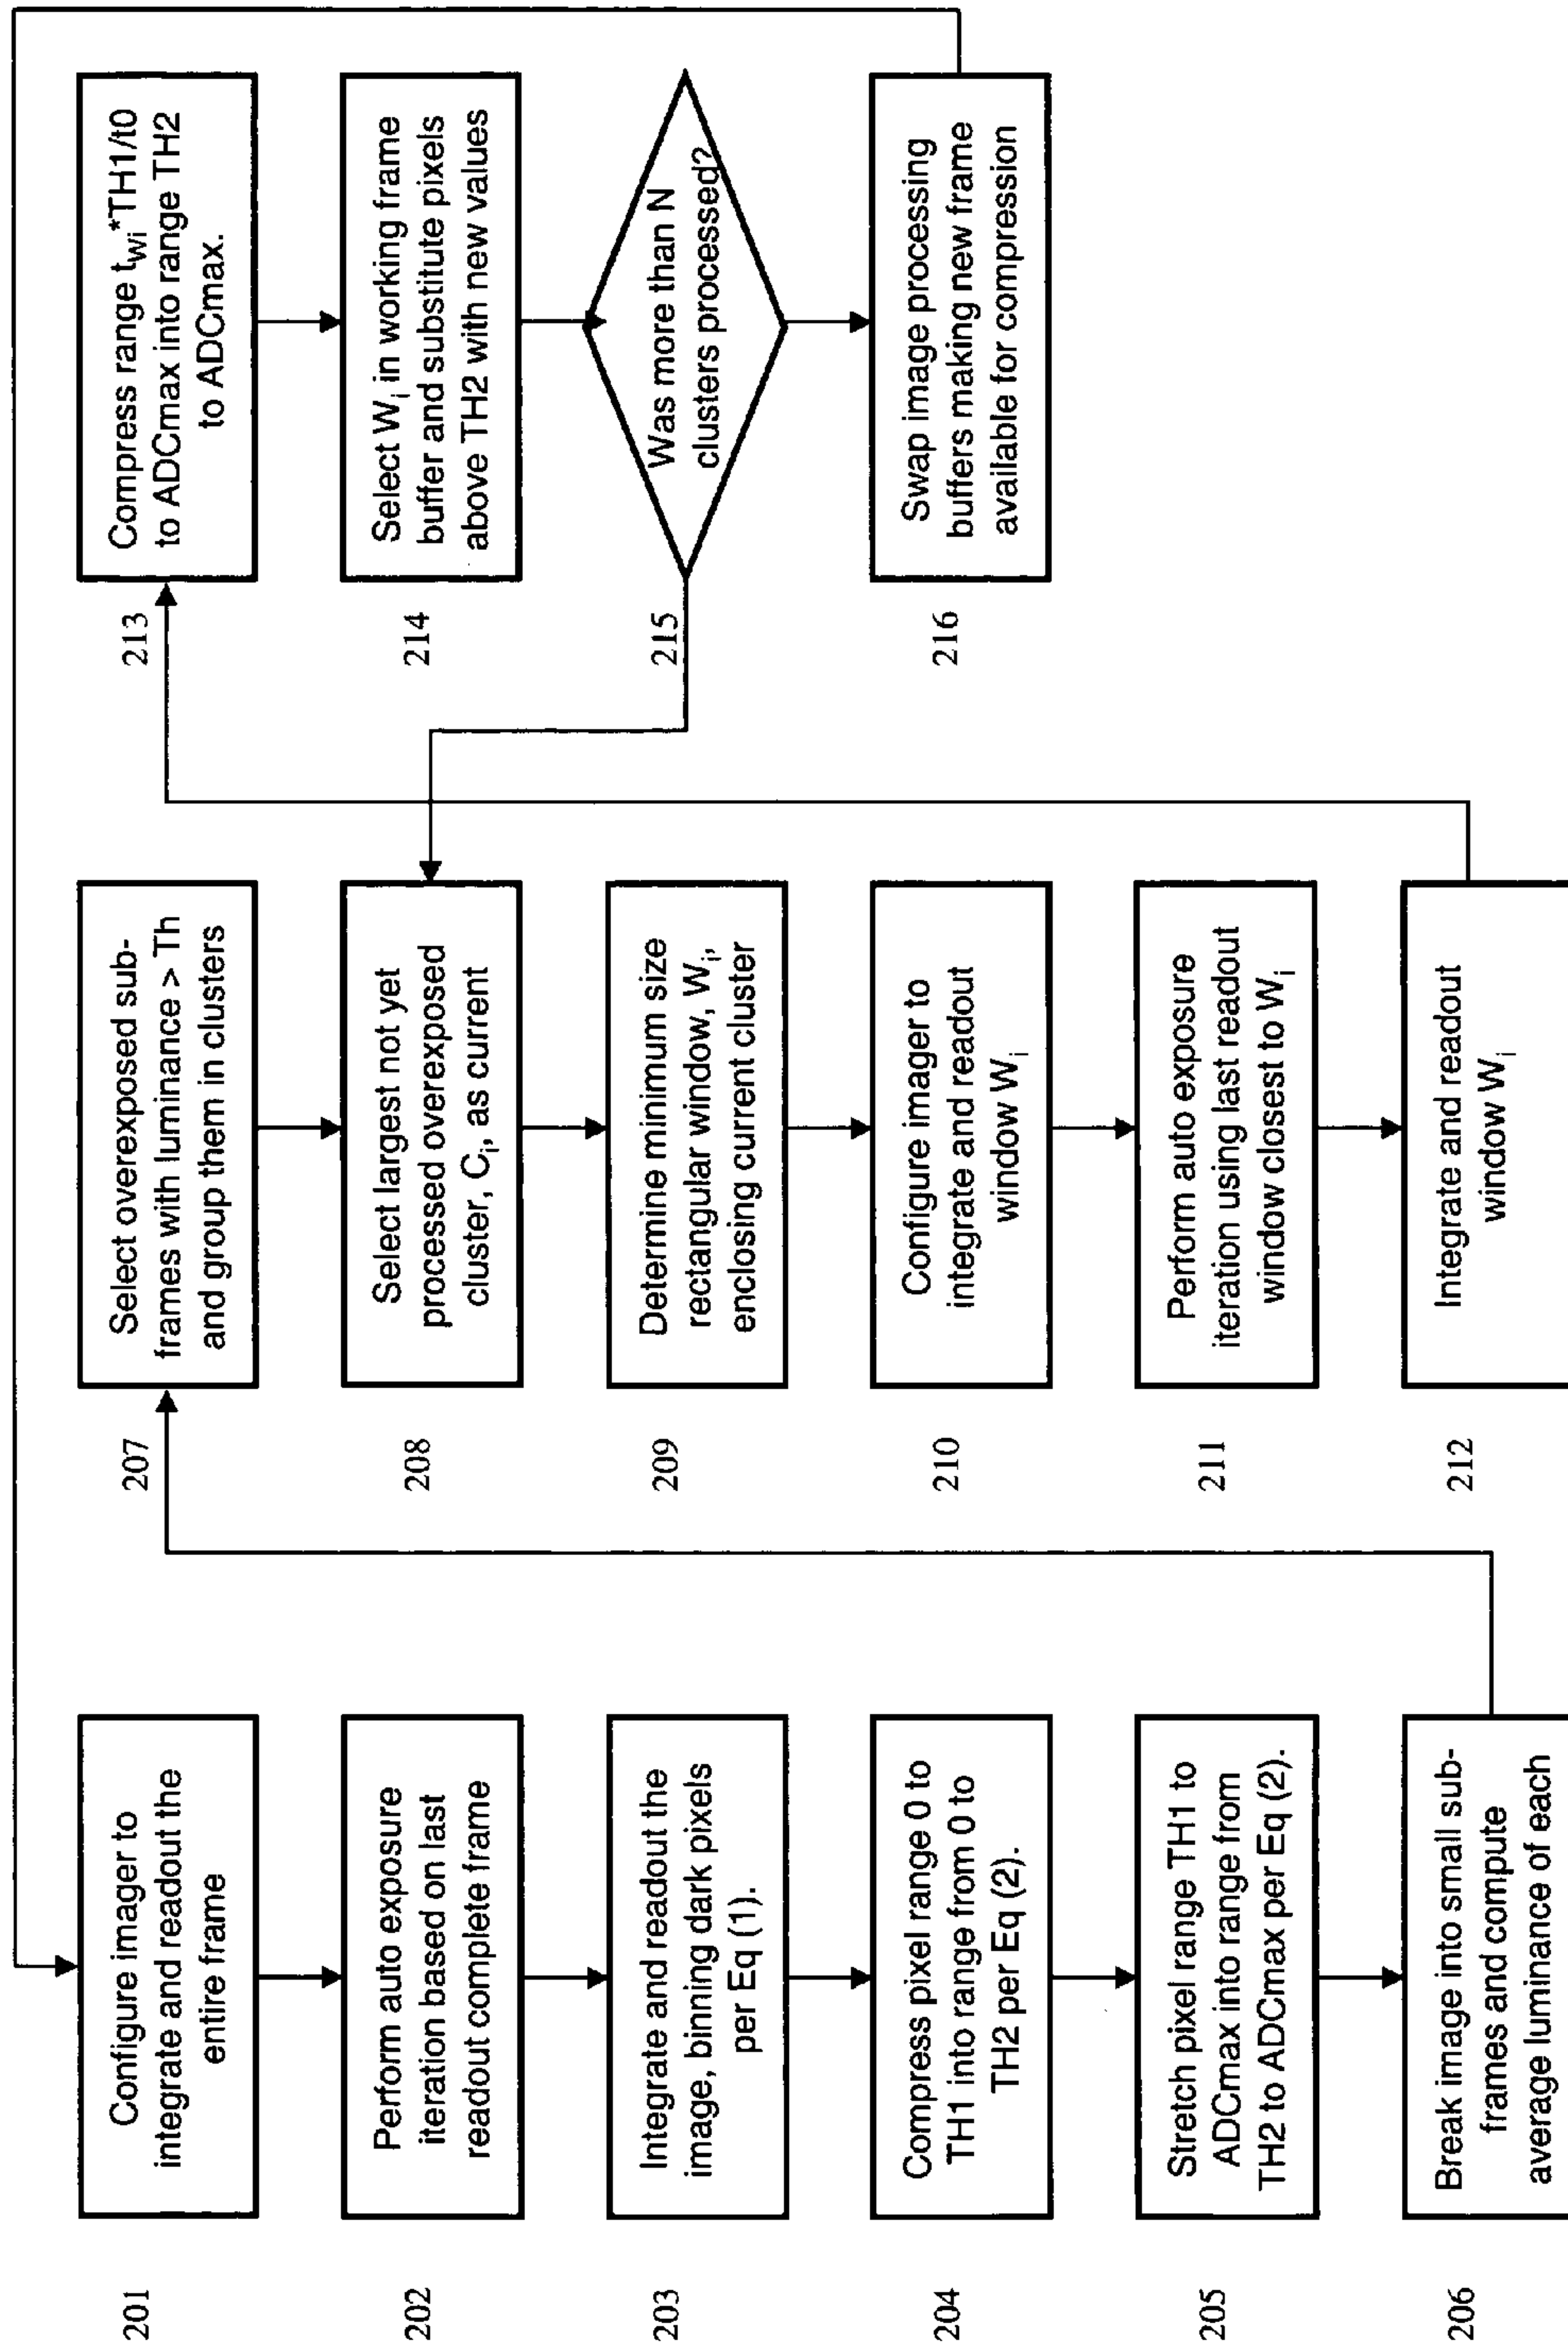 201
Configure imager to
integrate and readout the
entire frame
202
Perform auto exposure
iteration based on last
readout complete frame
203
Integrate and readout the
image, binning dark pixels
per Eq (1).
204
Compress pixel range 0 to
TH1 into range from 0 to
TH2 per Eq (2).
205
Stretch pixel range TH1 to
ADCmax into range from
TH2 to ADCmax per Eq (2).
206
Break image into small sub-
frames and compute
average luminance of each
207
Select overexposed sub-
frames with luminance > Th
and group them in clusters
208
Select largest not yet
processed overexposed
cluster, Ci, as current
209
Determine minimum size
rectangular window, Wi,
enclosing current cluster
210
Configure imager to
integrate and readout
window Wi
211
Perform auto exposure
iteration using last readout
window closest to Wi
212
Integrate and readout
window Wi
213
Compress range twi*TH1/t0
to ADCmax into range TH2
to ADCmax.
214
Select Wi in working frame
buffer and substitute pixels
above TH2 with new values
215
Was more than N
clusters processed?
216
Swap image processing
buffers making new frame
available for compression